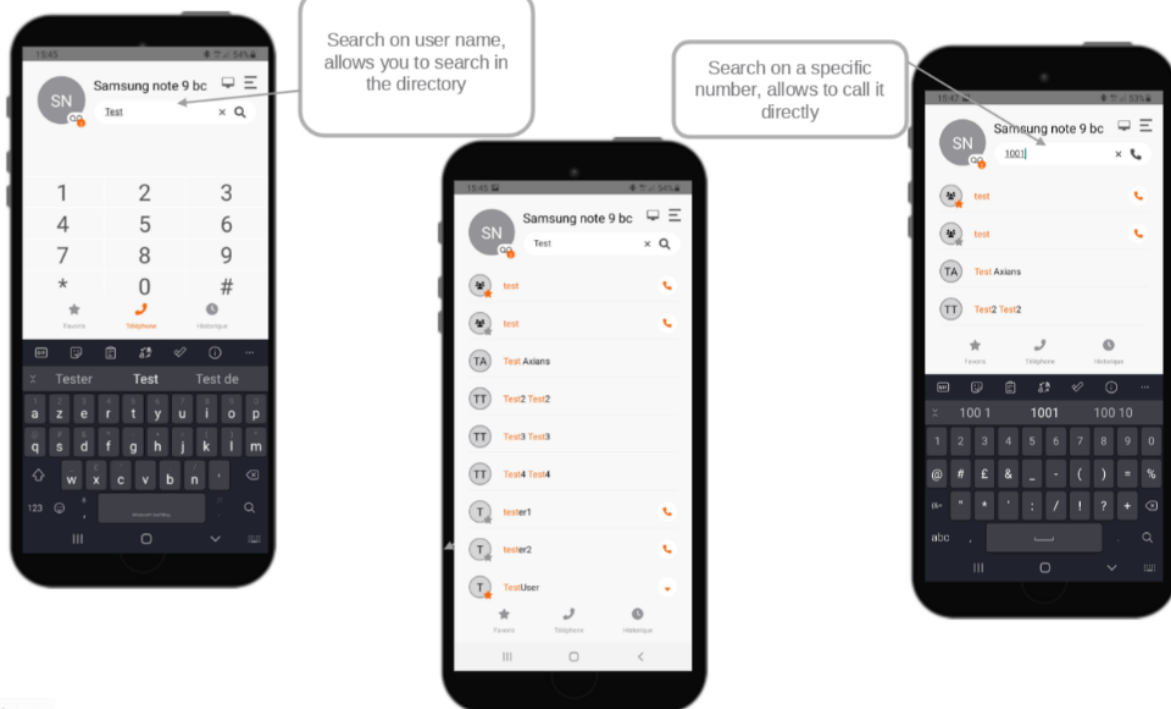 Search on user name,
allows you to search in
the directory
Search on a specific
number, allows to call it
directly
15:45 54%
SN
Samsung note 9 bc
Test
1 2 3
4 5 6
7 8 9
* 0 #
Favoris Téléphone Historique
Tester Test Test de
a z e r t y u i o p
q s d f g h j k l m
w x c v b n '
123
15:45 54%
Samsung note 9 bc
SN
Test
test
test
TA Test Axians
TT Test2 Test2
TT Test3 Test3
TT Test4 Test4
T tester1
T tester2
T TestUser
Favoris Téléphone Historique
15:47 53%
Samsung note 9 bc
SN
1001
test
test
TA Test Axians
TT Test2 Test2
Favoris Téléphone Historique
100 1 1001 100 10
1 2 3 4 5 6 7 8 9 0
@ # £ & _ - ( ) = %
" * ' : / ! ? +
abc , .